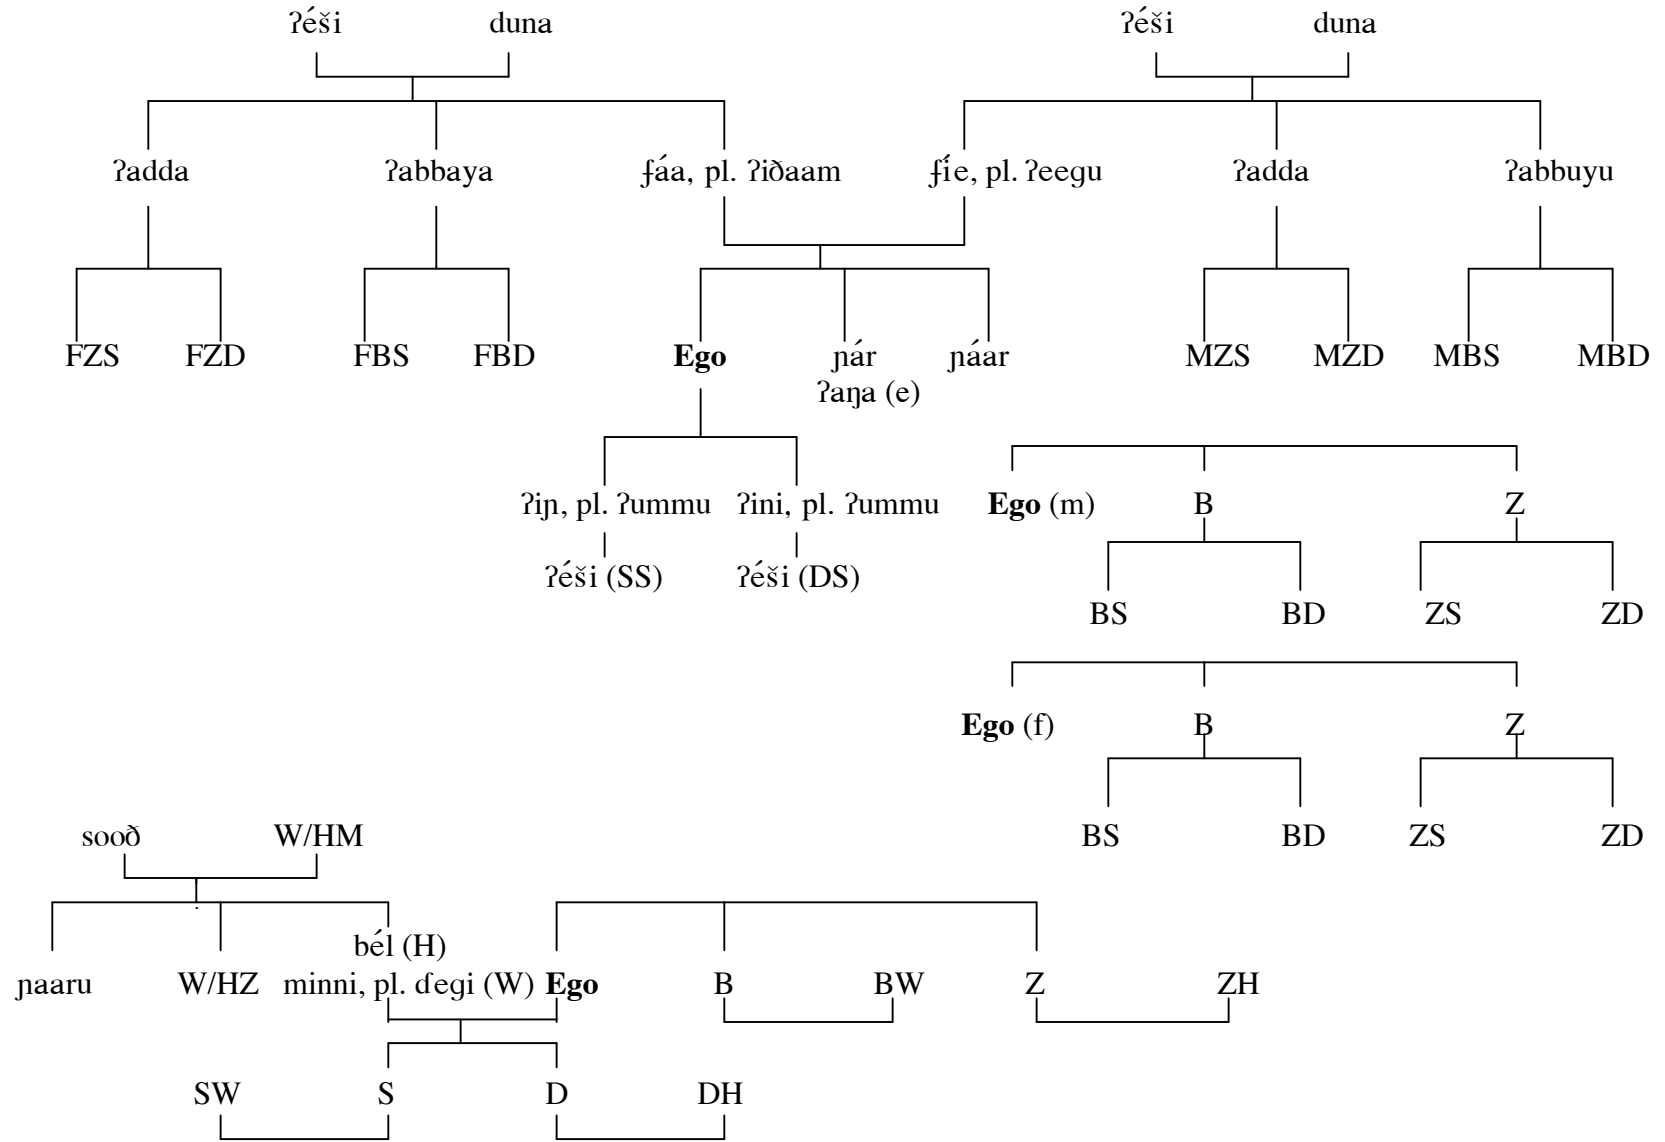 ʔéši duna ʔéši duna
ʔadda ʔabbaya ʄáa, pl. ʔiðaam ʄíe, pl. ʔeegu ʔadda ʔabbuyu
FZS FZD FBS FBD Ego ɲár ɲáar MZS MZD MBS MBD
ʔaŋa (e)
ʔiɲ, pl. ʔummu ʔini, pl. ʔummu Ego (m) B Z
ʔéši (SS) ʔéši (DS)
BS BD ZS ZD
Ego (f) B Z
BS BD ZS ZD
sooð W/HM
bél (H)
ɲaaru W/HZ minni, pl. ɗegi (W) Ego B BW Z ZH
SW S D DH